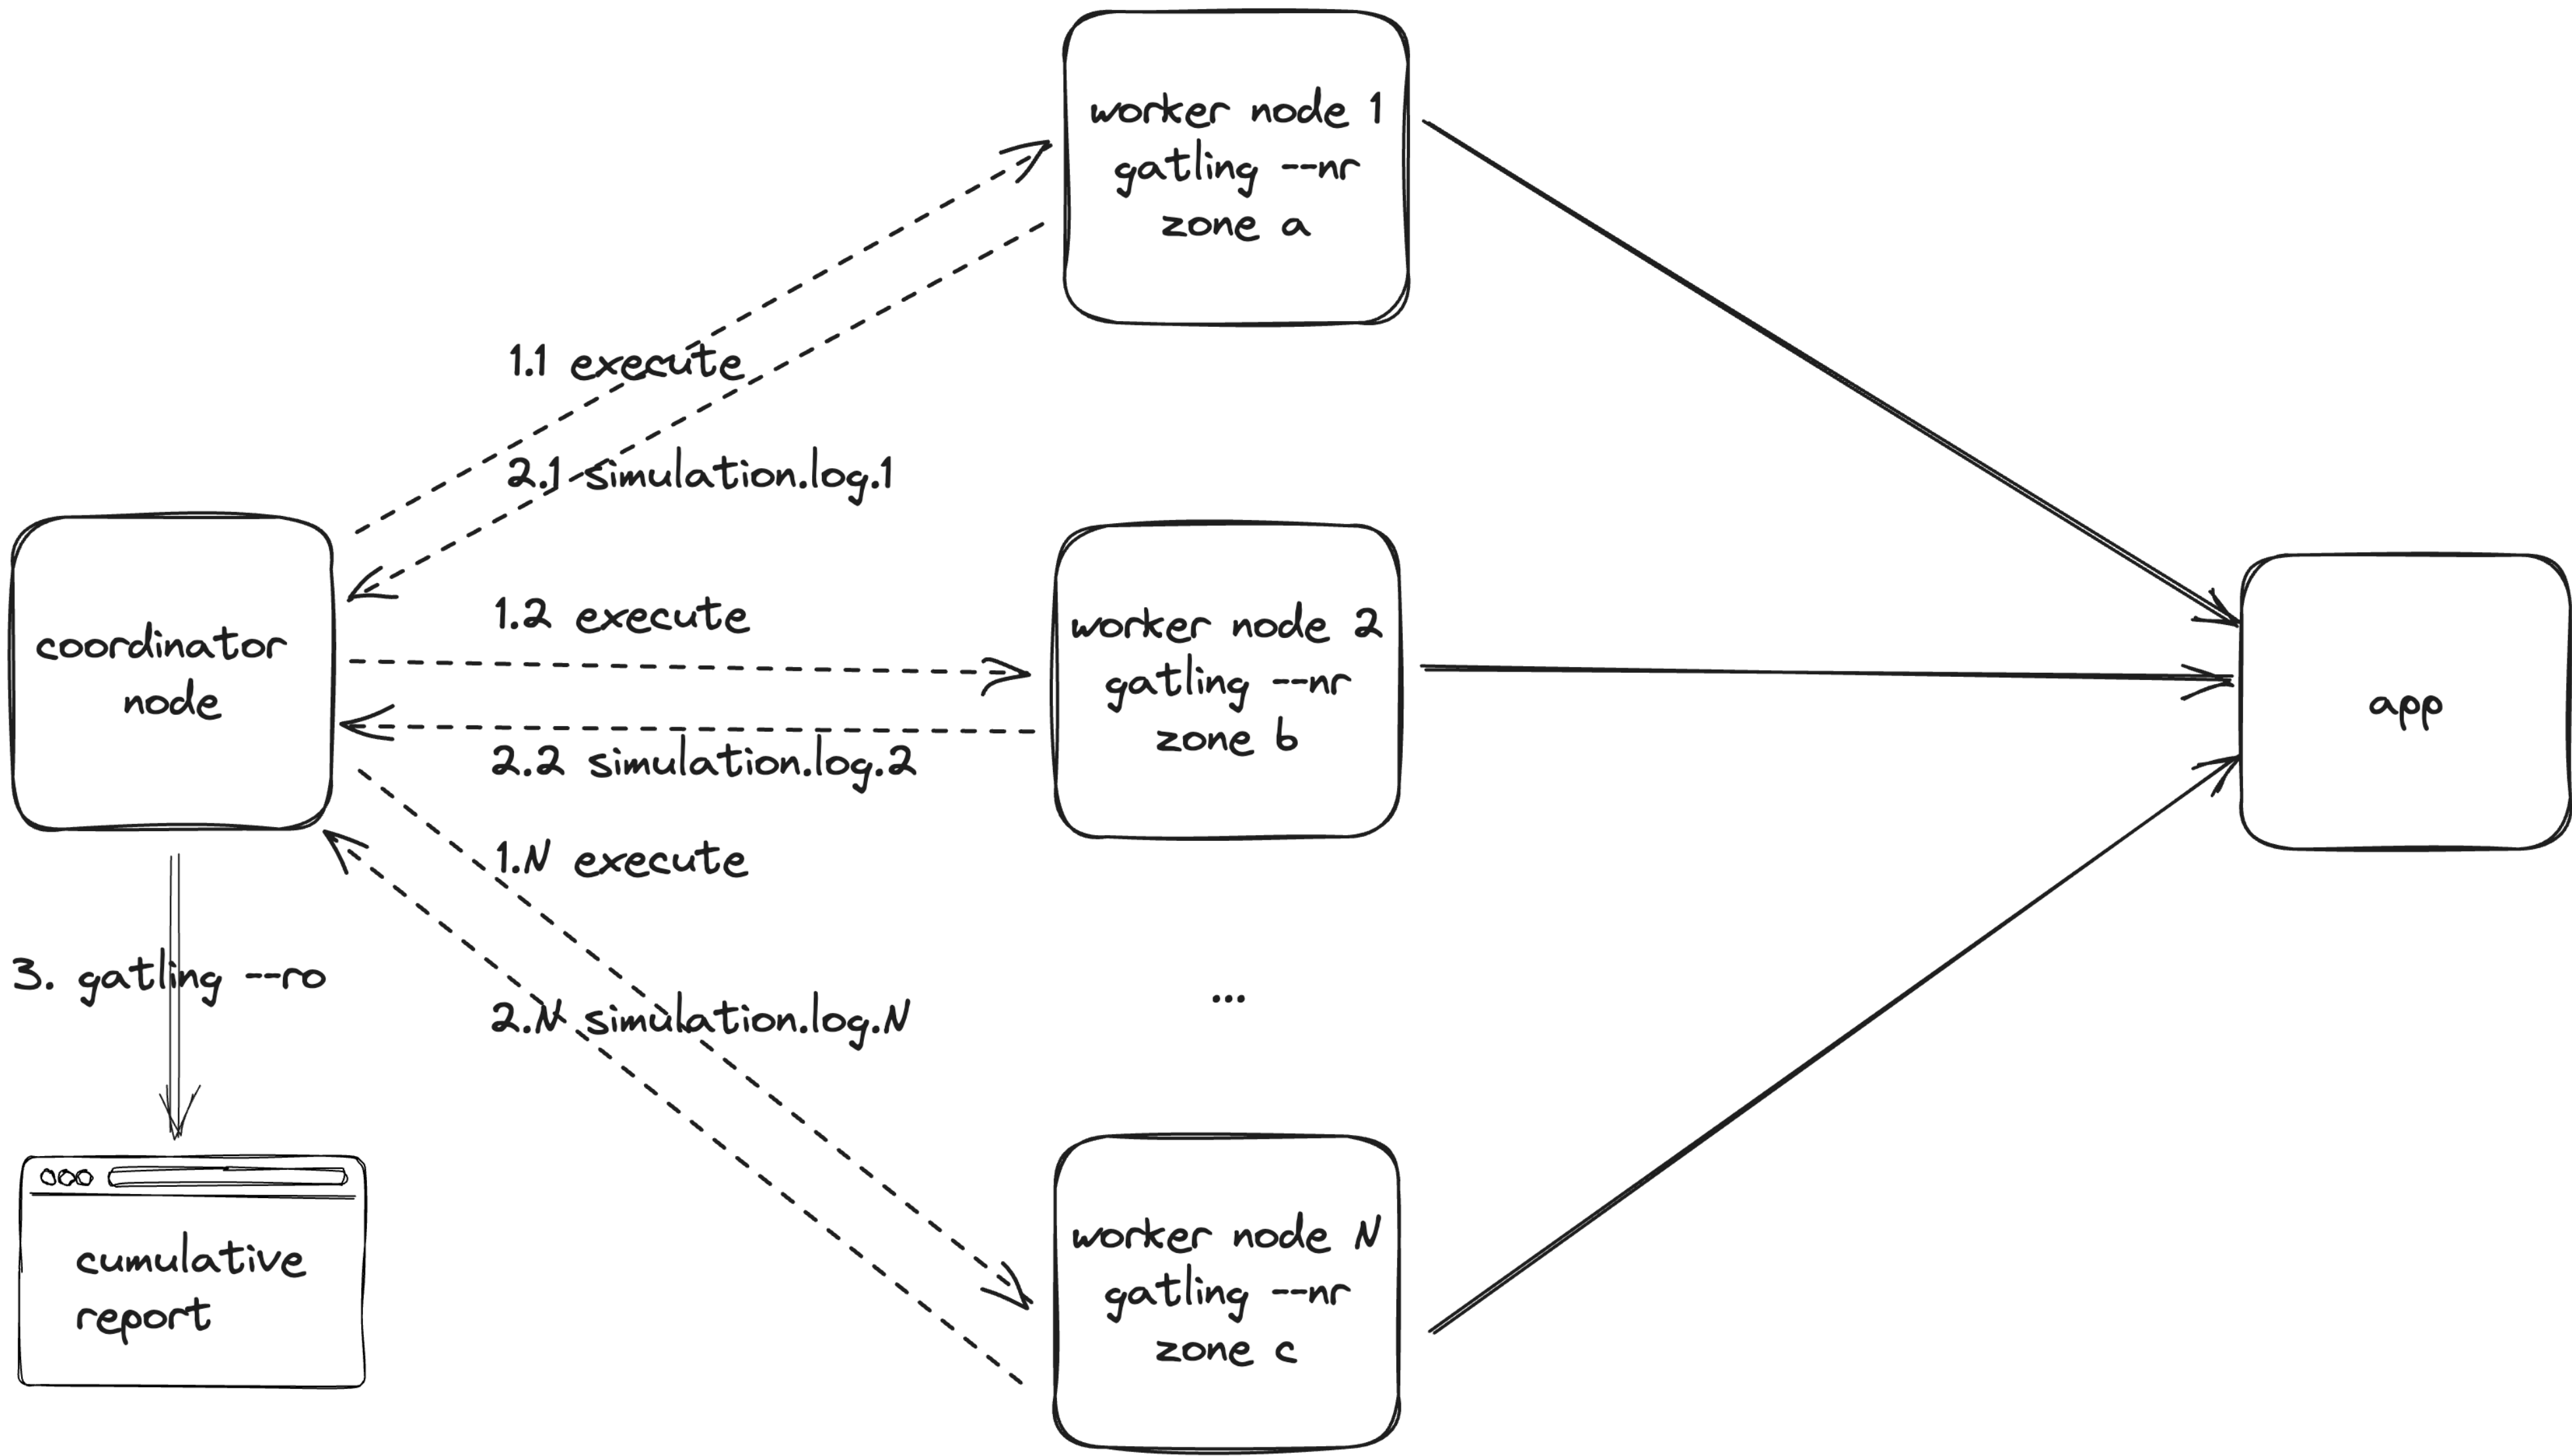 worker node 1
gatling --nr
zone a
1.1 execute
2.1 simulation.log.1
coordinator
node
1.2 execute
2.2 simulation.log.2
worker node 2
gatling --nr
zone b
app
1.N execute
2.N simulation.log.N
...
3. gatling --ro
cumulative
report
worker node N
gatling --nr
zone c